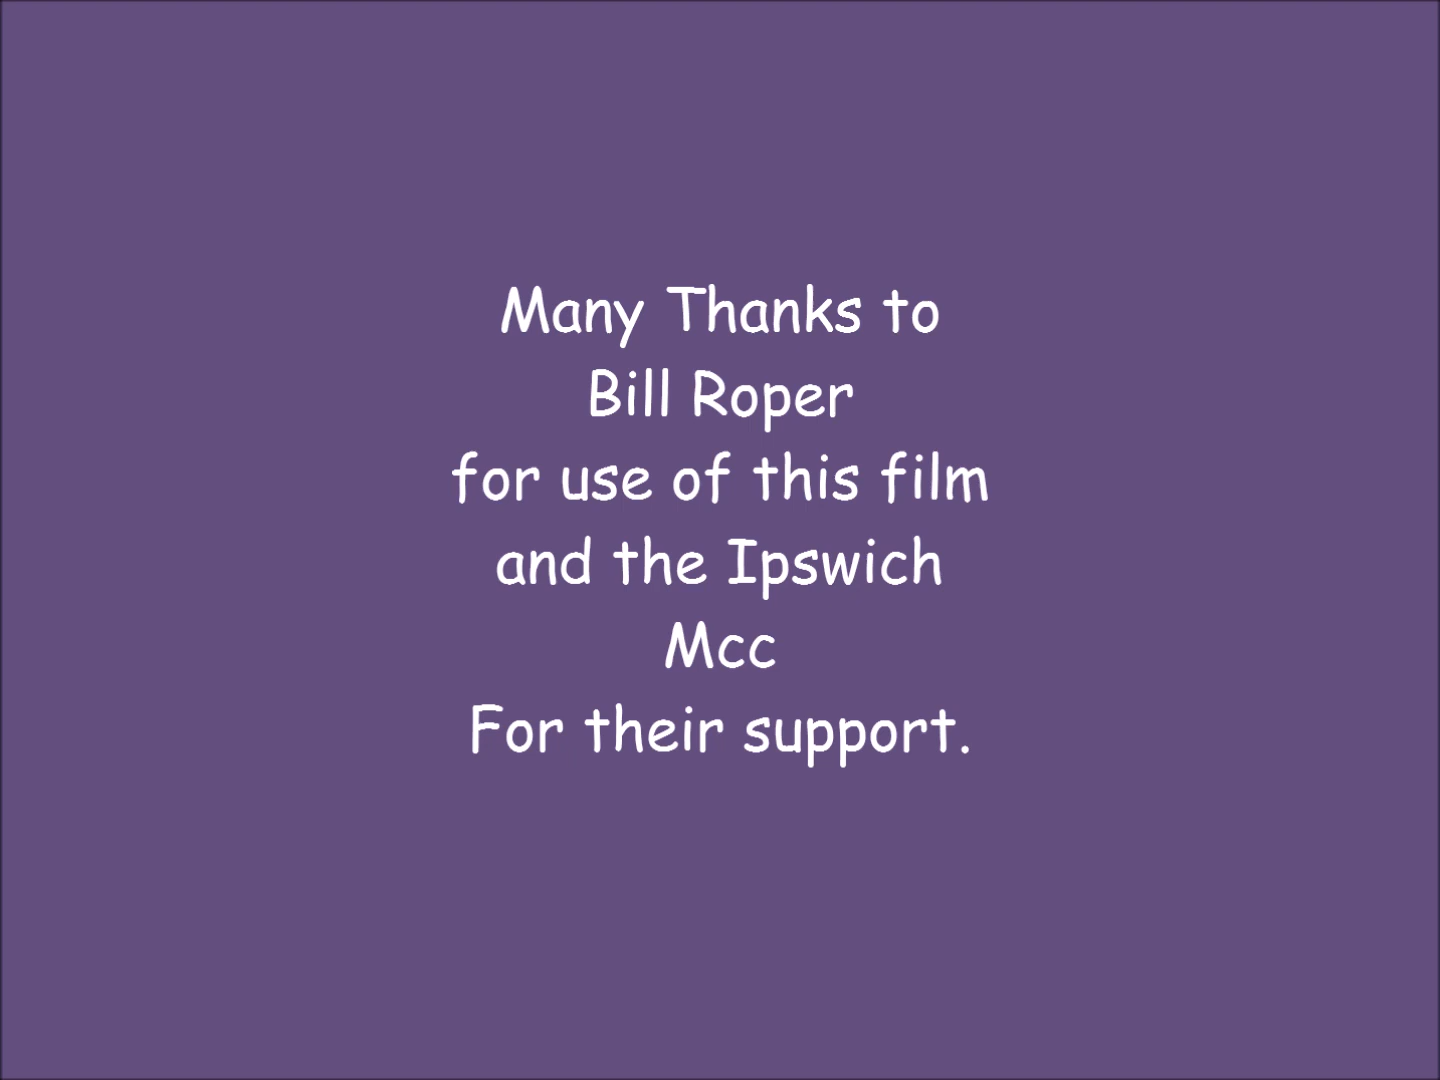 Many Thanks to
Bill Roper
for use of this film
and the Ipswich
Mcc
For their support.